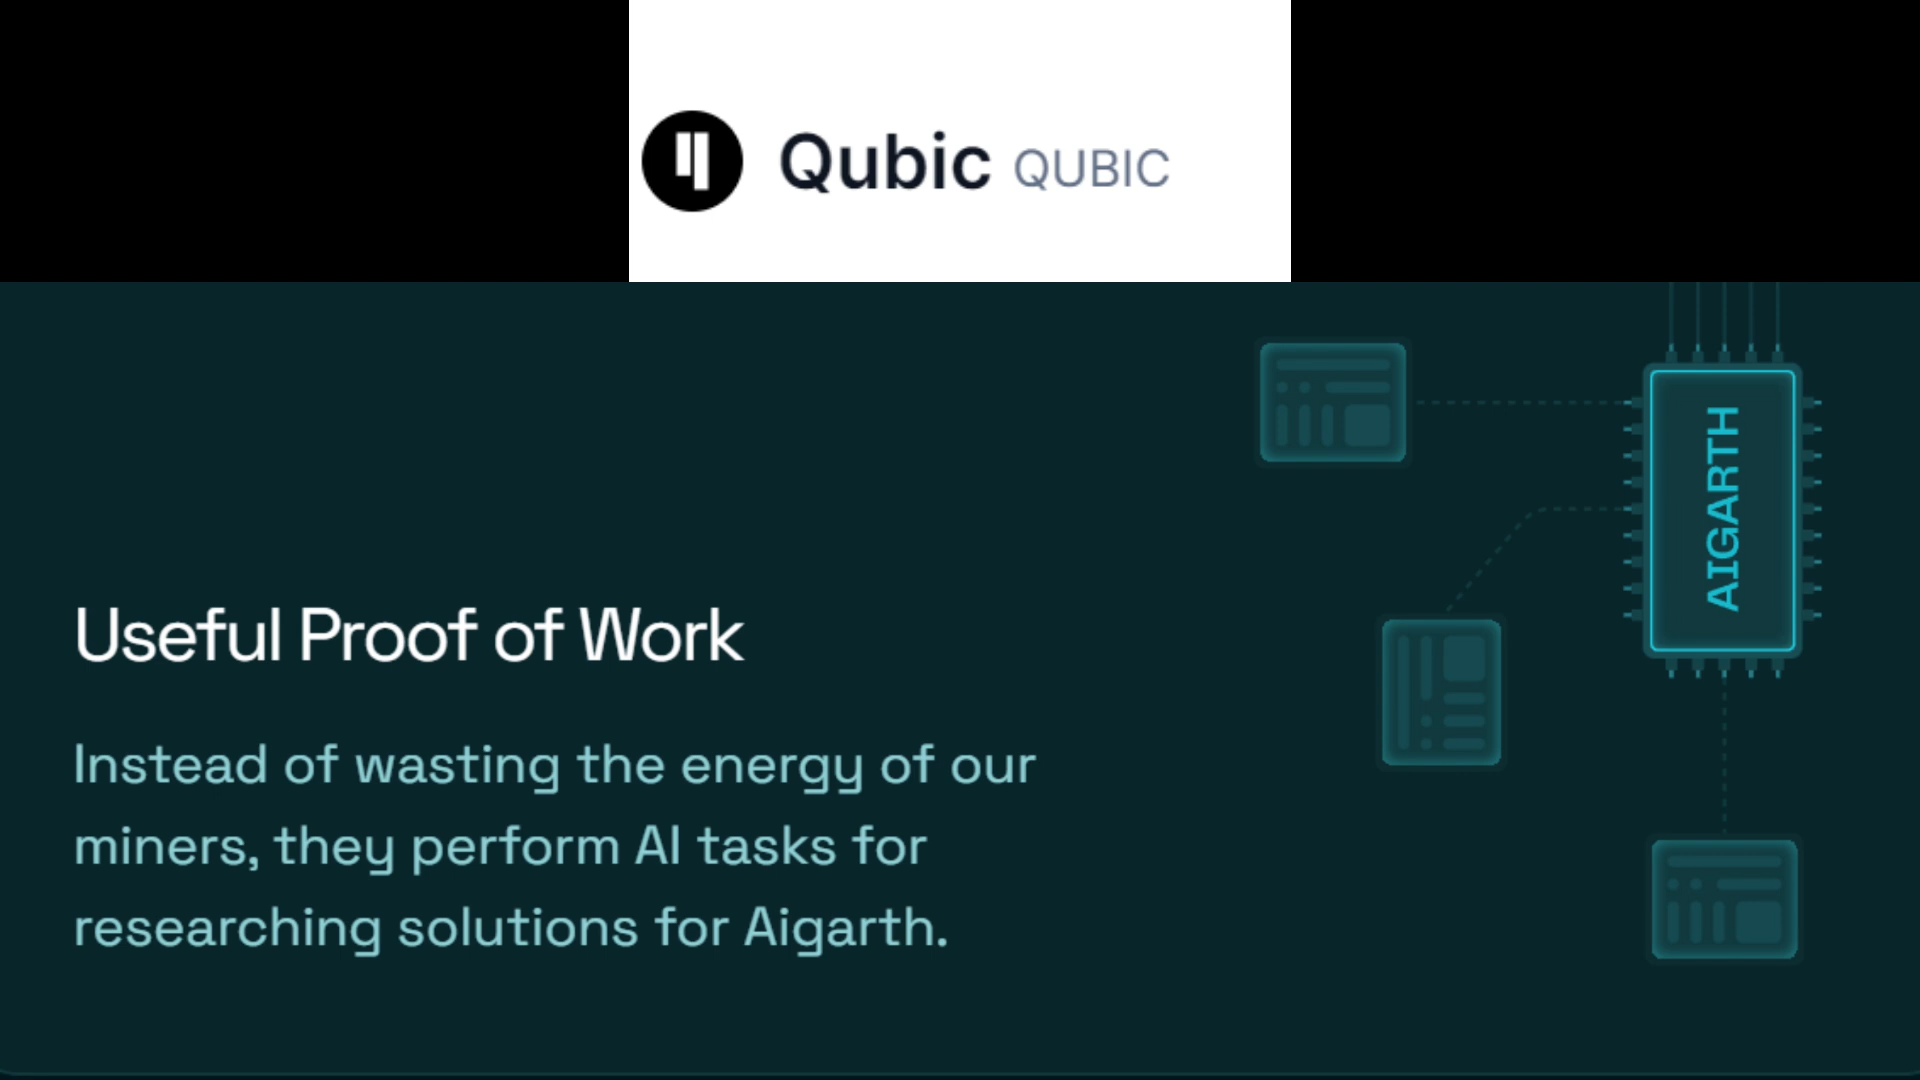 Qubic QUBIC
AIGARTH
Useful Proof of Work
Instead of wasting the energy of our
miners, they perform AI tasks for
researching solutions for Aigarth.